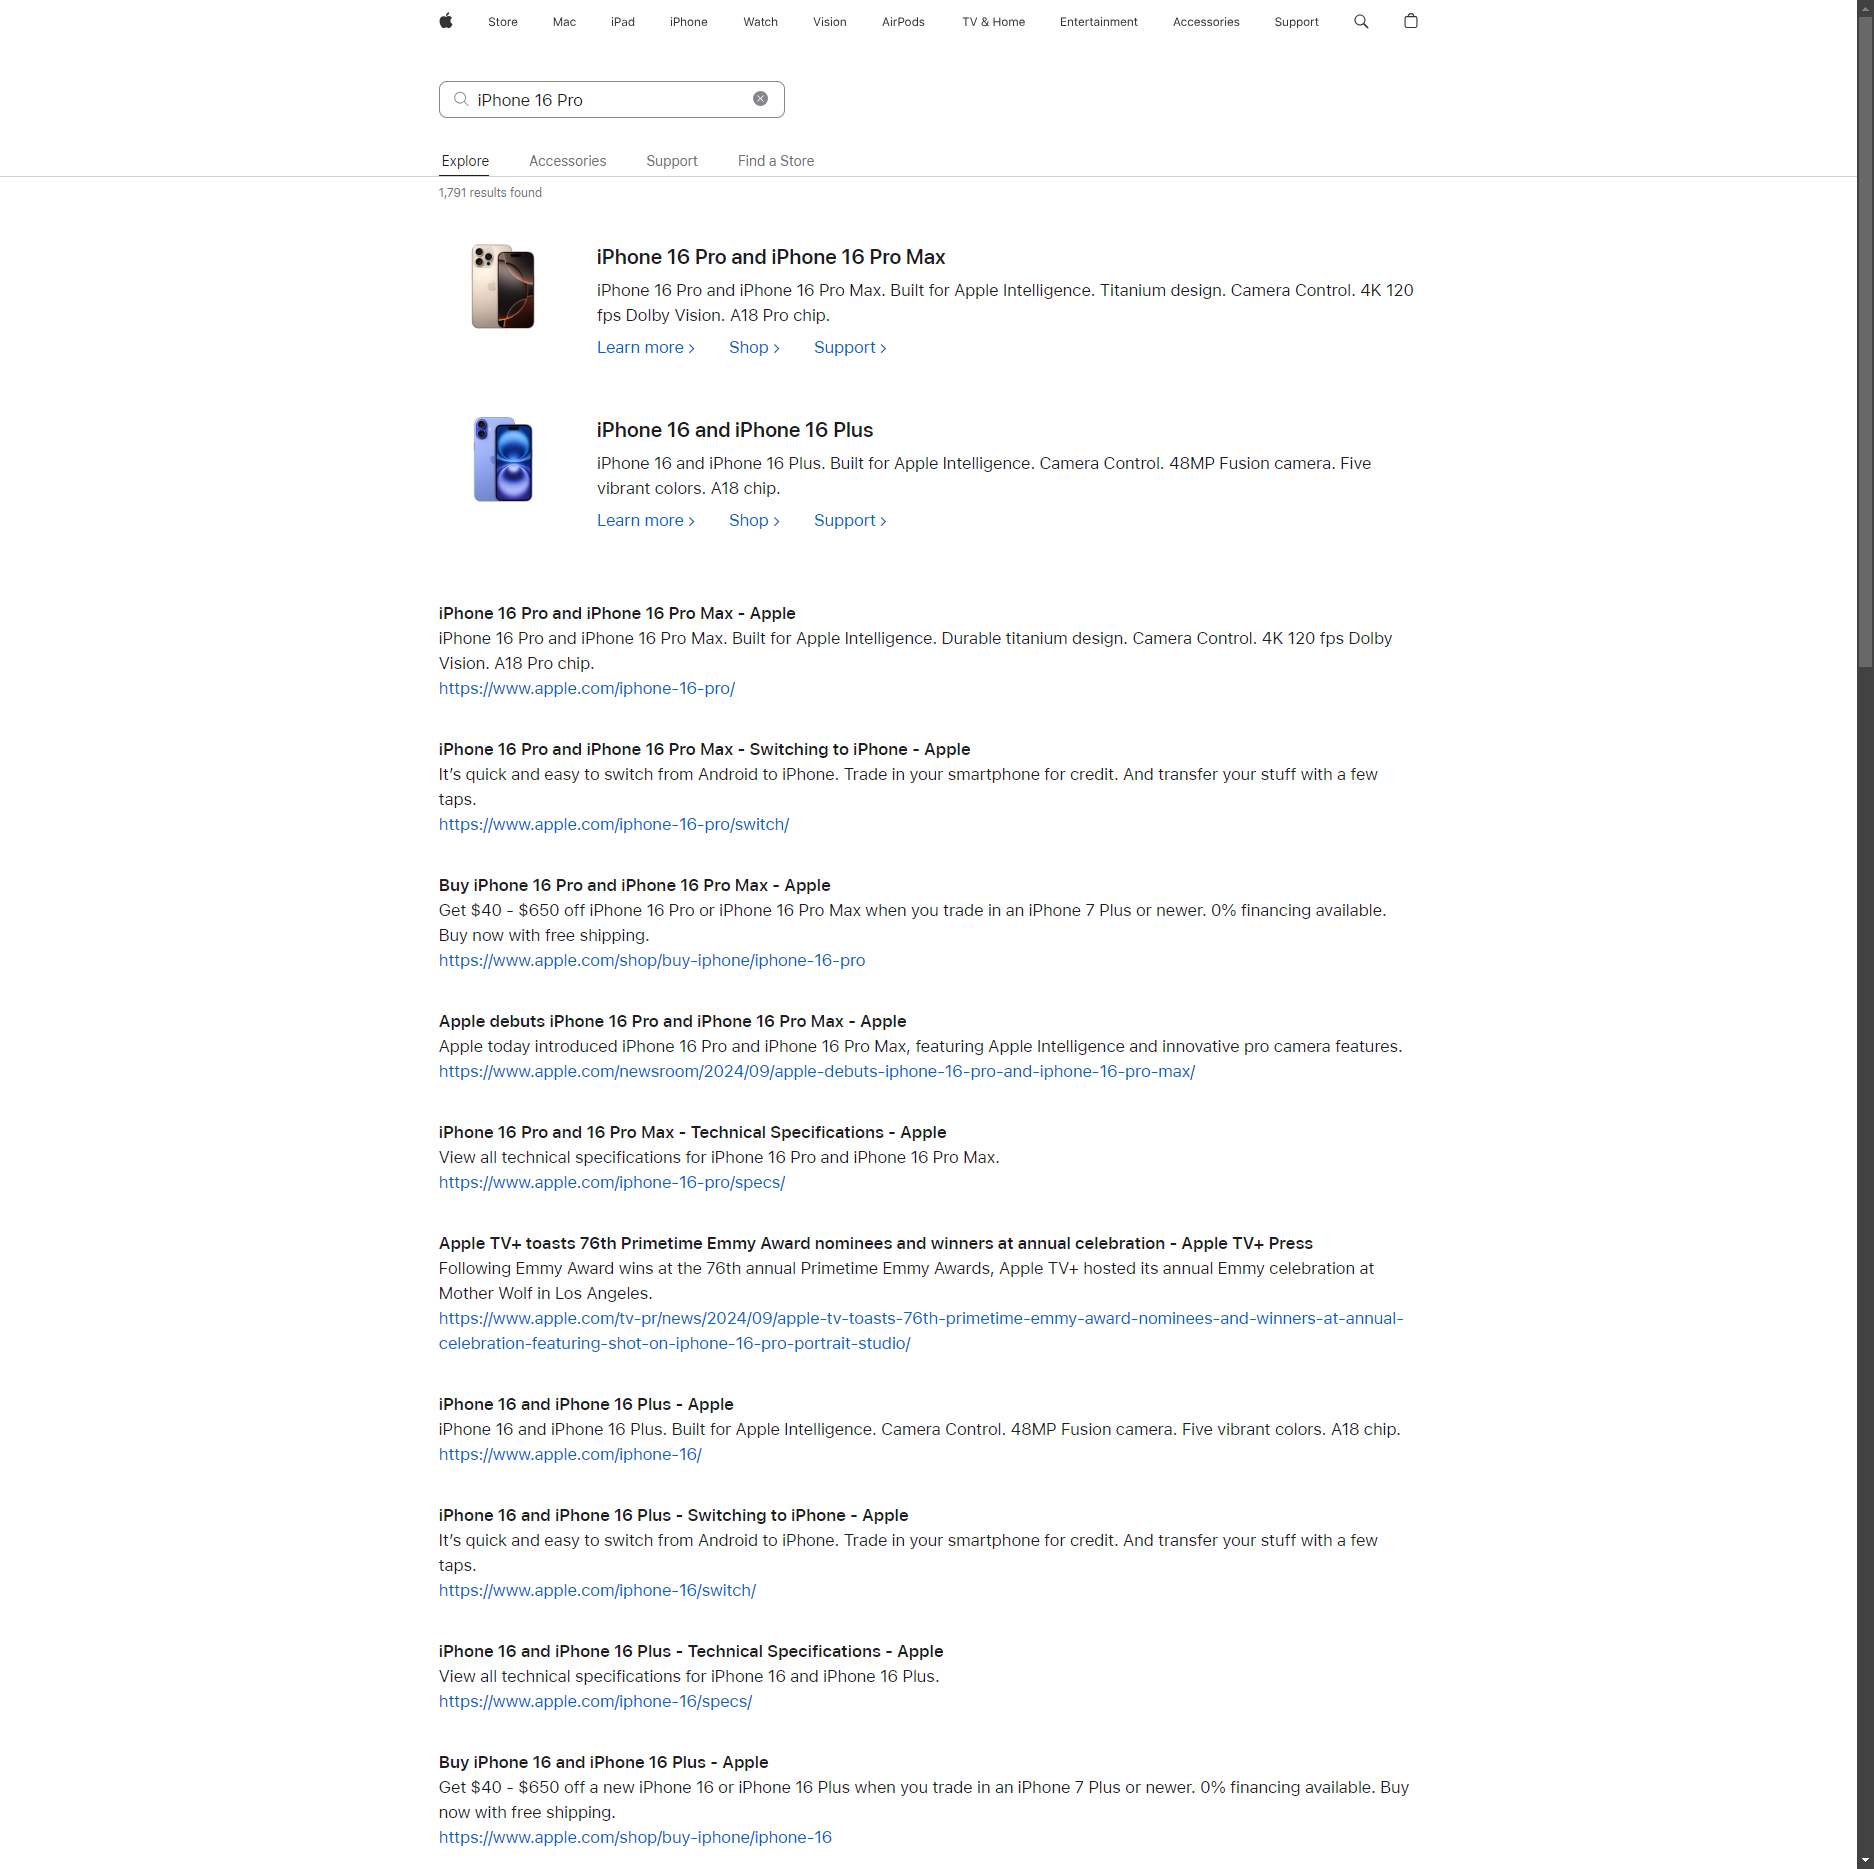 Store Mac iPad iPhone Watch Vision AirPods TV & Home Entertainment Accessories Support
iPhone 16 Pro
Explore Accessories Support Find a Store
1,791 results found
iPhone 16 Pro and iPhone 16 Pro Max
iPhone 16 Pro and iPhone 16 Pro Max. Built for Apple Intelligence. Titanium design. Camera Control. 4K 120
fps Dolby Vision. A18 Pro chip.
Learn more Shop Support
iPhone 16 and iPhone 16 Plus
iPhone 16 and iPhone 16 Plus. Built for Apple Intelligence. Camera Control. 48MP Fusion camera. Five
vibrant colors. A18 chip.
Learn more Shop Support
iPhone 16 Pro and iPhone 16 Pro Max - Apple
iPhone 16 Pro and iPhone 16 Pro Max. Built for Apple Intelligence. Durable titanium design. Camera Control. 4K 120 fps Dolby
Vision. A18 Pro chip.
https://www.apple.com/iphone-16-pro/
iPhone 16 Pro and iPhone 16 Pro Max - Switching to iPhone - Apple
It’s quick and easy to switch from Android to iPhone. Trade in your smartphone for credit. And transfer your stuff with a few
taps.
https://www.apple.com/iphone-16-pro/switch/
Buy iPhone 16 Pro and iPhone 16 Pro Max - Apple
Get $40 - $650 off iPhone 16 Pro or iPhone 16 Pro Max when you trade in an iPhone 7 Plus or newer. 0% financing available.
Buy now with free shipping.
https://www.apple.com/shop/buy-iphone/iphone-16-pro
Apple debuts iPhone 16 Pro and iPhone 16 Pro Max - Apple
Apple today introduced iPhone 16 Pro and iPhone 16 Pro Max, featuring Apple Intelligence and innovative pro camera features.
https://www.apple.com/newsroom/2024/09/apple-debuts-iphone-16-pro-and-iphone-16-pro-max/
iPhone 16 Pro and 16 Pro Max - Technical Specifications - Apple
View all technical specifications for iPhone 16 Pro and iPhone 16 Pro Max.
https://www.apple.com/iphone-16-pro/specs/
Apple TV+ toasts 76th Primetime Emmy Award nominees and winners at annual celebration - Apple TV+ Press
Following Emmy Award wins at the 76th annual Primetime Emmy Awards, Apple TV+ hosted its annual Emmy celebration at
Mother Wolf in Los Angeles.
https://www.apple.com/tv-pr/news/2024/09/apple-tv-toasts-76th-primetime-emmy-award-nominees-and-winners-at-annual-
celebration-featuring-shot-on-iphone-16-pro-portrait-studio/
iPhone 16 and iPhone 16 Plus - Apple
iPhone 16 and iPhone 16 Plus. Built for Apple Intelligence. Camera Control. 48MP Fusion camera. Five vibrant colors. A18 chip.
https://www.apple.com/iphone-16/
iPhone 16 and iPhone 16 Plus - Switching to iPhone - Apple
It’s quick and easy to switch from Android to iPhone. Trade in your smartphone for credit. And transfer your stuff with a few
taps.
https://www.apple.com/iphone-16/switch/
iPhone 16 and iPhone 16 Plus - Technical Specifications - Apple
View all technical specifications for iPhone 16 and iPhone 16 Plus.
https://www.apple.com/iphone-16/specs/
Buy iPhone 16 and iPhone 16 Plus - Apple
Get $40 - $650 off a new iPhone 16 or iPhone 16 Plus when you trade in an iPhone 7 Plus or newer. 0% financing available. Buy
now with free shipping.
https://www.apple.com/shop/buy-iphone/iphone-16